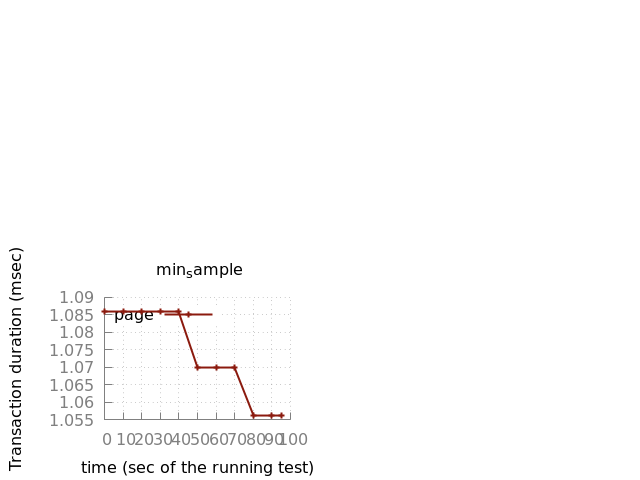 min_sample
1.09
page
1.085
1.08
1.075
1.07
1.065
1.06
1.055
0 10 20 30 40 50 60 70 80 90 100
time (sec of the running test)
Transaction duration (msec)